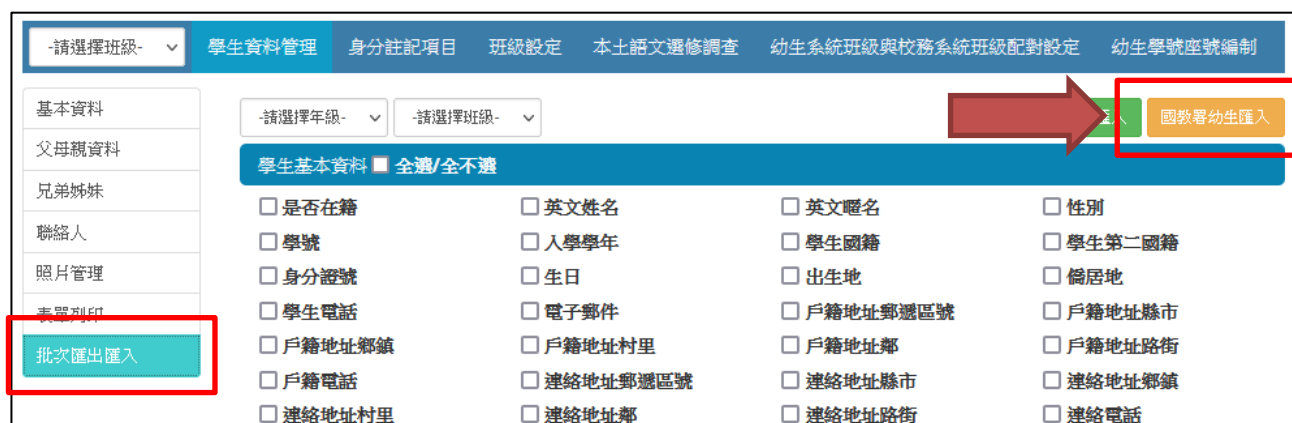 -請選擇班級- 學生資料管理 身分註記項目 班級設定 本土語文選修調查 幼生系統班級與校務系統班級配對設定 幼生學號座號編制
基本資料
父母親資料
兄弟姊妹
聯絡人
照片管理
表單列印
批次匯出匯入
-請選擇年級- -請選擇班級- 匯入 國教署幼生匯入
學生基本資料 全選/全不選
是否在籍 英文姓名 英文暱名 性別
學號 入學學年 學生國籍 學生第二國籍
身分證號 生日 出生地 僑居地
學生電話 電子郵件 戶籍地址郵遞區號 戶籍地址縣市
戶籍地址鄉鎮 戶籍地址村里 戶籍地址鄰 戶籍地址路街
戶籍電話 連絡地址郵遞區號 連絡地址縣市 連絡地址鄉鎮
連絡地址村里 連絡地址鄰 連絡地址路街 連絡電話